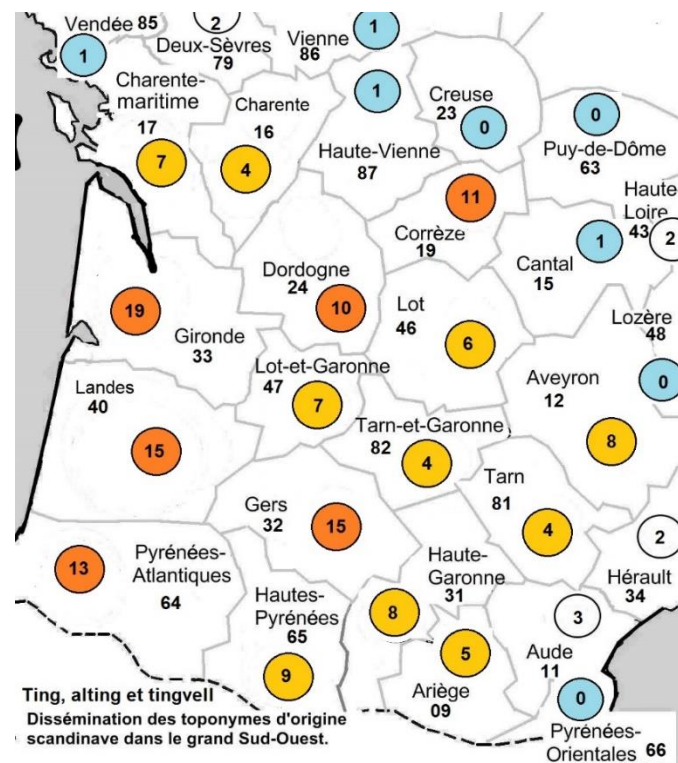 Vendée 85
1
2
Deux-Sèvres
79
Vienne
86
1
Charente-
maritime
17
7
Charente
16
4
1
Haute-Vienne
87
Creuse
23
0
0
Puy-de-Dôme
63
11
Corrèze
19
Haute
Loire
43
2
1
Cantal
15
Dordogne
24
10
19
Gironde
33
Lot
46
6
Lozère
48
0
Lot-et-Garonne
47
7
Aveyron
12
8
Landes
40
15
Tarn-et-Garonne
82
4
Tarn
81
4
Gers
32
15
2
Hérault
34
13
Pyrénées-
Atlantiques
64
Haute-
Garonne
31
8
Hautes-
Pyrénées
65
9
5
Ariège
09
3
Aude
11
0
Pyrénées-
Orientales 66
Ting, alting et tingvell
Dissémination des toponymes d'origine
scandinave dans le grand Sud-Ouest.